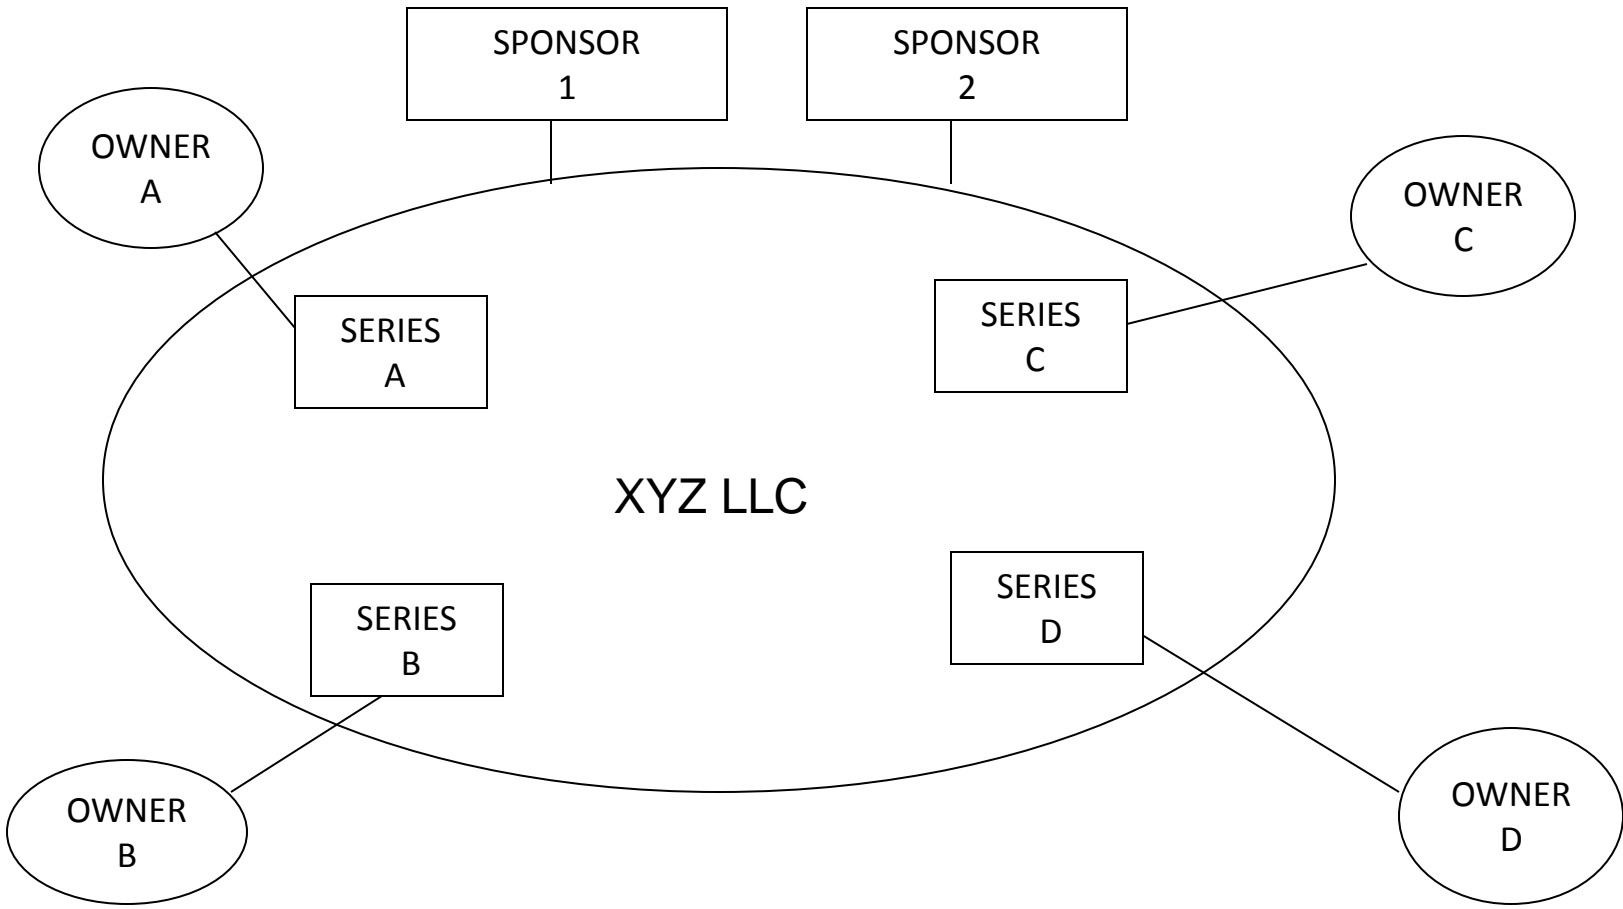 SPONSOR
1
SPONSOR
2
OWNER
A
OWNER
C
SERIES
A
SERIES
C
XYZ LLC
SERIES
B
SERIES
D
OWNER
B
OWNER
D